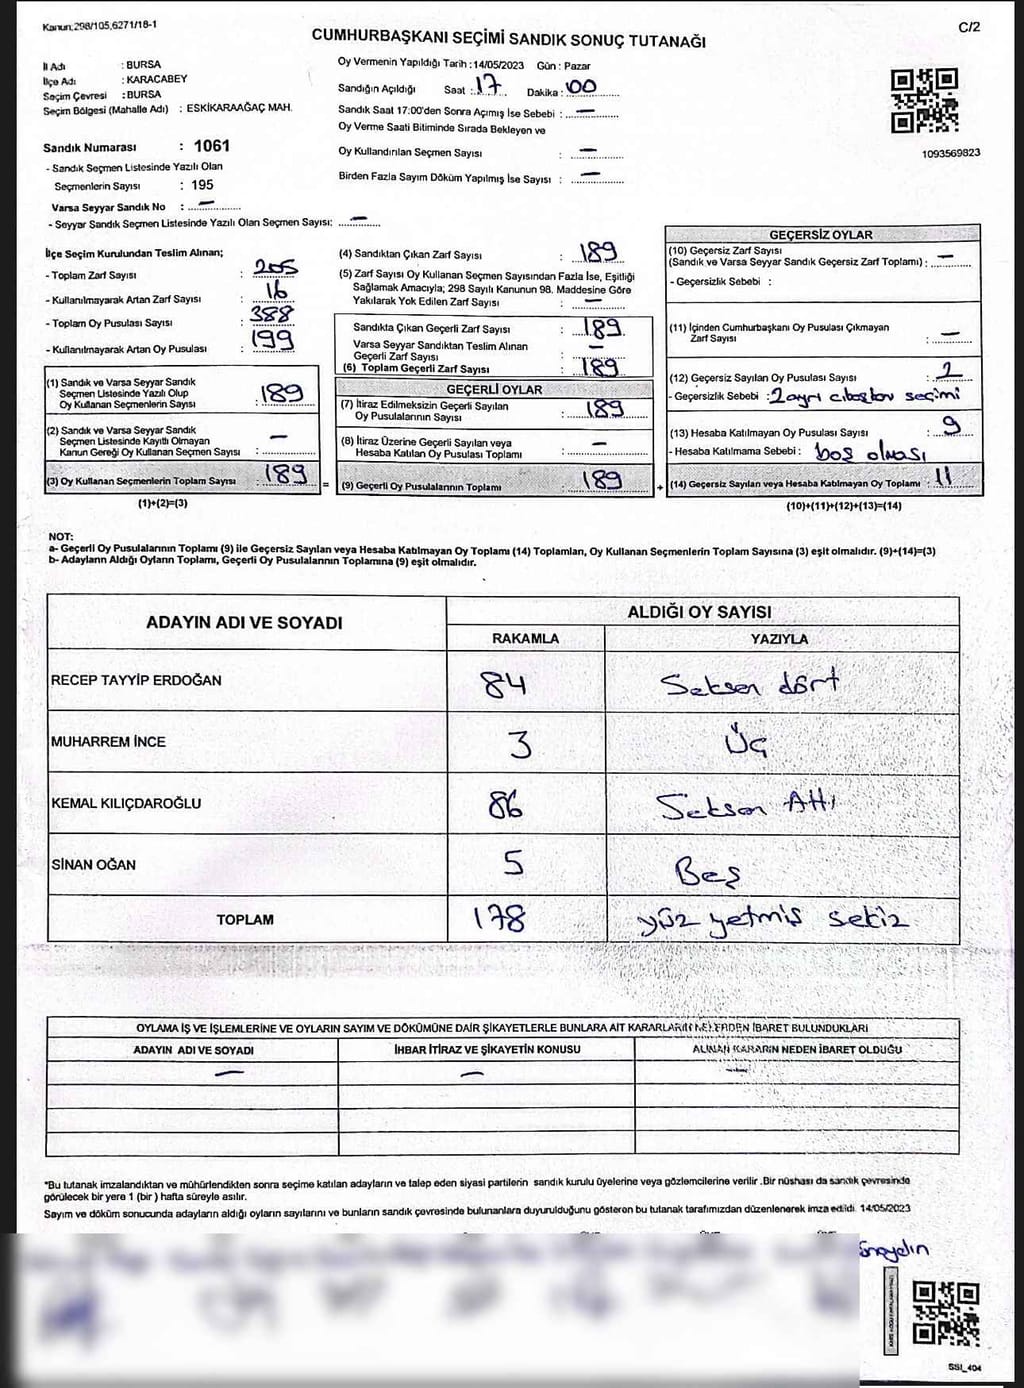 Kanun:298/105,6271/18-1
C/2
CUMHURBAŞKANI SEÇİMİ SANDIK SONUÇ TUTANAĞI
İl Adı : BURSA
İlçe Adı : KARACABEY
Seçim Çevresi : BURSA
Seçim Bölgesi (Mahalle Adı) : ESKİKARAAĞAÇ MAH.
Sandık Numarası : 1061
- Sandık Seçmen Listesinde Yazılı Olan
Seçmenlerin Sayısı : 195
Varsa Seyyar Sandık No : —
- Seyyar Sandık Seçmen Listesinde Yazılı Olan Seçmen Sayısı: —
Oy Vermenin Yapıldığı Tarih :14/05/2023 Gün : Pazar
Sandığın Açıldığı Saat : 17 Dakika : 00
Sandık Saat 17:00'den Sonra Açımış İse Sebebi : —
Oy Verme Saati Bitiminde Sırada Bekleyen ve
Oy Kullandırılan Seçmen Sayısı : —
Birden Fazla Sayım Döküm Yapılmış İse Sayısı : —
1093569823
İlçe Seçim Kurulundan Teslim Alınan;
- Toplam Zarf Sayısı : 205
- Kullanılmayarak Artan Zarf Sayısı : 16
- Toplam Oy Pusulası Sayısı : 388
- Kullanılmayarak Artan Oy Pusulası : 199
(1) Sandık ve Varsa Seyyar Sandık
Seçmen Listesinde Yazılı Olup
Oy Kullanan Seçmenlerin Sayısı : 189
(2) Sandık ve Varsa Seyyar Sandık
Seçmen Listesinde Kayıtlı Olmayan
Kanun Gereği Oy Kullanan Seçmen Sayısı : —
(3) Oy Kullanan Seçmenlerin Toplam Sayısı : 189
(1)+(2)=(3)
=
(4) Sandıktan Çıkan Zarf Sayısı : 189
(5) Zarf Sayısı Oy Kullanan Seçmen Sayısından Fazla İse, Eşitliği
Sağlamak Amacıyla; 298 Sayılı Kanunun 98. Maddesine Göre
Yakılarak Yok Edilen Zarf Sayısı : —
Sandıkta Çıkan Geçerli Zarf Sayısı : 189
Varsa Seyyar Sandıktan Teslim Alınan
Geçerli Zarf Sayısı : —
(6) Toplam Geçerli Zarf Sayısı : 189
GEÇERLİ OYLAR
(7) İtiraz Edilmeksizin Geçerli Sayılan
Oy Pusulalarının Sayısı : 189
(8) İtiraz Üzerine Geçerli Sayılan veya
Hesaba Katılan Oy Pusulası Toplamı : —
(9) Geçerli Oy Pusulalarının Toplamı : 189
+
GEÇERSİZ OYLAR
(10) Geçersiz Zarf Sayısı
(Sandık ve Varsa Seyyar Sandık Geçersiz Zarf Toplamı) : —
- Geçersizlik Sebebi :
(11) İçinden Cumhurbaşkanı Oy Pusulası Çıkmayan
Zarf Sayısı : —
(12) Geçersiz Sayılan Oy Pusulası Sayısı : 2
- Geçersizlik Sebebi : 2 ayrı seçimi
(13) Hesaba Katılmayan Oy Pusulası Sayısı : 9
- Hesaba Katılmama Sebebi : boş olması
(14) Geçersiz Sayılan veya Hesaba Katılmayan Oy Toplamı : 11
(10)+(11)+(12)+(13)=(14)
NOT:
a- Geçerli Oy Pusulalarının Toplamı (9) ile Geçersiz Sayılan veya Hesaba Katılmayan Oy Toplamı (14) Toplamları, Oy Kullanan Seçmenlerin Toplam Sayısına (3) eşit olmalıdır. (9)+(14)=(3)
b- Adayların Aldığı Oyların Toplamı, Geçerli Oy Pusulalarının Toplamına (9) eşit olmalıdır.
ADAYIN ADI VE SOYADI
ALDIĞI OY SAYISI
RAKAMLA YAZIYLA
RECEP TAYYİP ERDOĞAN 84 Seksen dört
MUHARREM İNCE 3 Üç
KEMAL KILIÇDAROĞLU 86 Seksen Altı
SİNAN OĞAN 5 Beş
TOPLAM 178 yüz yetmiş sekiz
OYLAMA İŞ VE İŞLEMLERİNE VE OYLARIN SAYIM VE DÖKÜMÜNE DAİR ŞİKAYETLERLE BUNLARA AİT KARARLARIN NELERDEN İBARET BULUNDUKLARI
ADAYIN ADI VE SOYADI İHBAR İTİRAZ VE ŞİKAYETİN KONUSU ALINAN KARARIN NEDEN İBARET OLDUĞU
— — —
*Bu tutanak imzalandıktan ve mühürlendikten sonra seçime katılan adayların ve talep eden siyasi partilerin sandık kurulu üyelerine veya gözlemcilerine verilir .Bir nüshası da sandık çevresinde
görülecek bir yere 1 (bir ) hafta süreyle asılır.
Sayım ve döküm sonucunda adayların aldığı oyların sayılarını ve bunların sandık çevresinde bulunanlara duyurulduğunu gösteren bu tutanak tarafımızdan düzenlenerek imza edildi. 14/05/2023
SSI_404